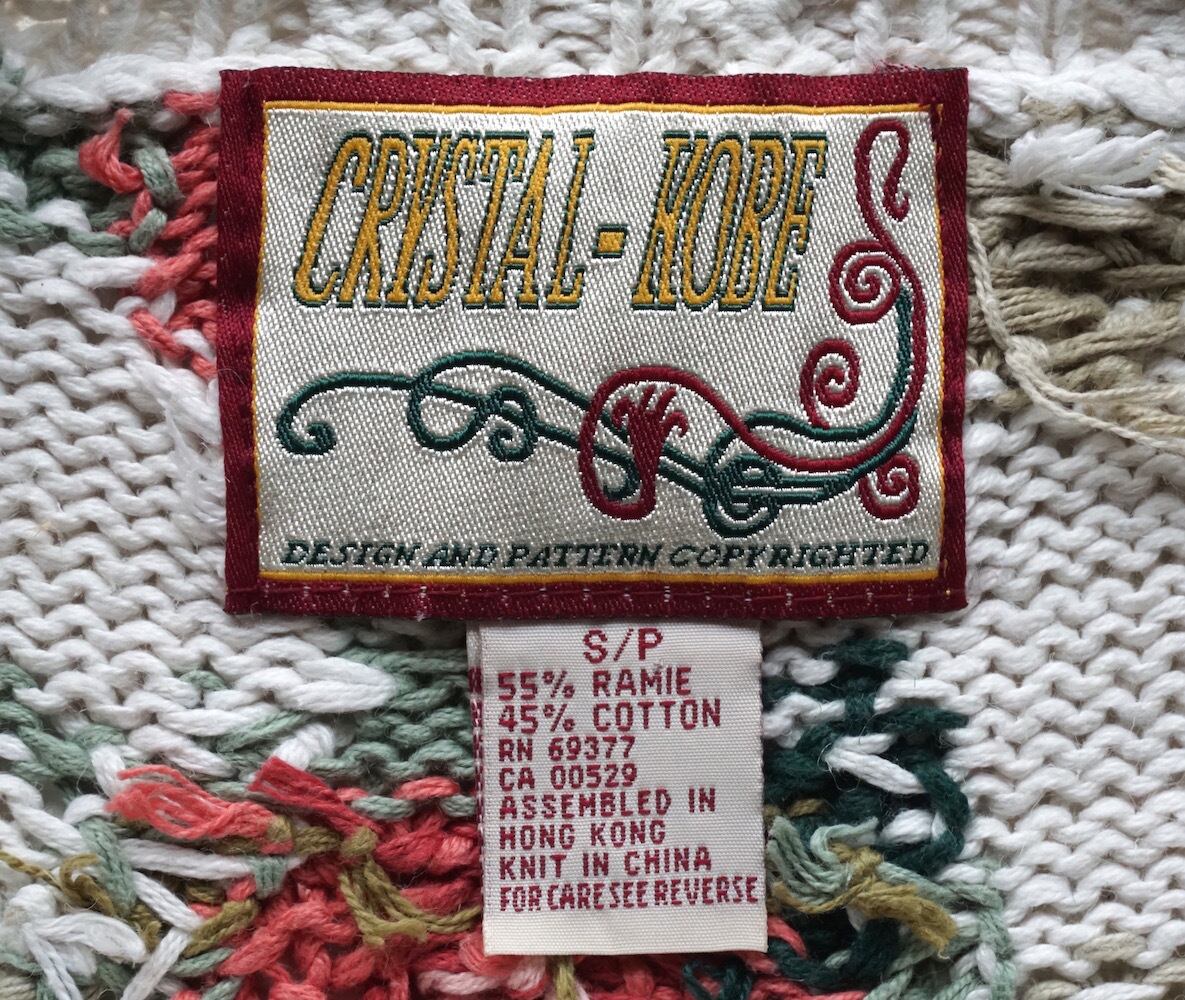 CRYSTAL-KOBE
DESIGN AND PATTERN COPYRIGHTED
S/P
55% RAMIE
45% COTTON
RN 69377
CA 00529
ASSEMBLED IN
HONG KONG
KNIT IN CHINA
FOR CARE SEE REVERSE